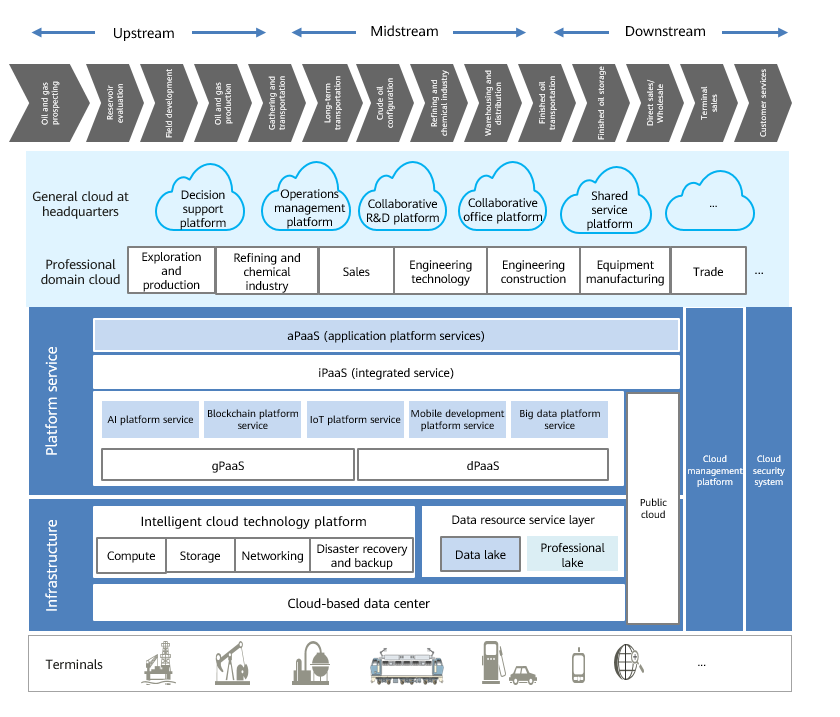 Upstream
Midstream
Downstream
Oil and gas
prospecting
Reservoir
evaluation
Field development
Oil and gas
production
Gathering and
transportation
Long-term
transportation
Crude oil
configuration
Refining and
chemical industry
Warehousing and
distribution
Finished oil
transportation
Finished oil storage
Direct sales/
Wholesale
Terminal
sales
Customer services
General cloud at
headquarters
Decision
support
platform
Operations
management
platform
Collaborative
R&D platform
Collaborative
office platform
Shared
service
platform
...
Professional
domain cloud
Exploration
and
production
Refining and
chemical
industry
Sales
Engineering
technology
Engineering
construction
Equipment
manufacturing
Trade
...
Platform service
aPaaS (application platform services)
iPaaS (integrated service)
AI platform service
Blockchain platform
service
IoT platform service
Mobile development
platform service
Big data platform
service
gPaaS
dPaaS
Public
cloud
Cloud
management
platform
Cloud
security
system
Infrastructure
Intelligent cloud technology platform
Compute
Storage
Networking
Disaster recovery
and backup
Data resource service layer
Data lake
Professional
lake
Cloud-based data center
Terminals
...